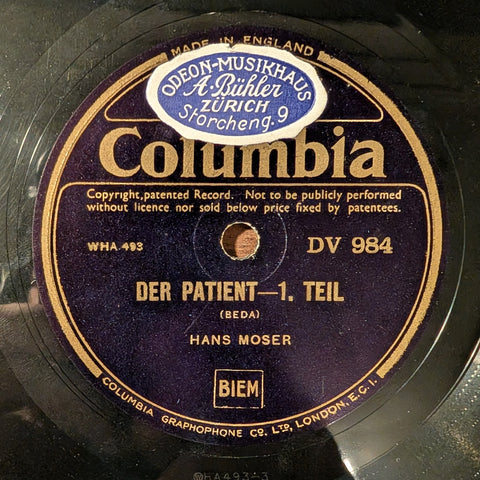 MADE IN ENGLAND
ODEON-MUSIKHAUS
A. Bühler
ZÜRICH
Storcheng. 9
Columbia
Copyright, patented Record. Not to be publicly performed
without licence nor sold below price fixed by patentees.
WHA.493
DV 984
DER PATIENT—1. TEIL
(BEDA)
HANS MOSER
BIEM
COLUMBIA GRAPHOPHONE CO. LTD, LONDON, E.C.1.
WHA493-3